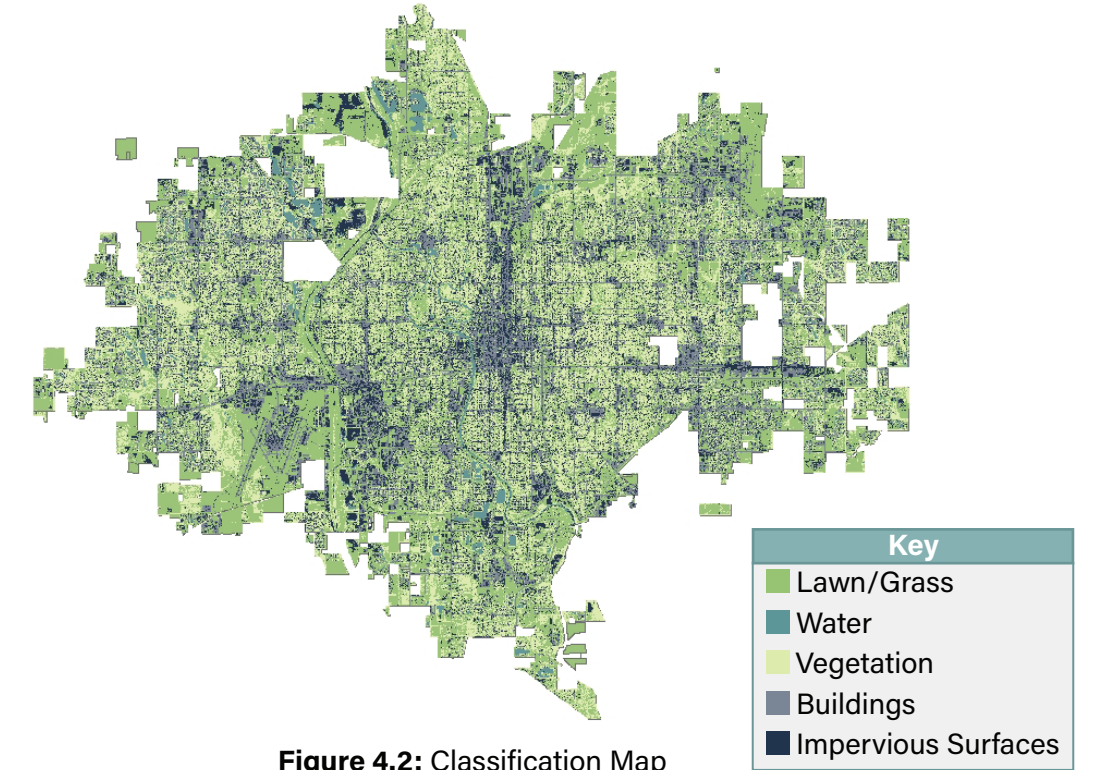 Key
Lawn/Grass
Water
Vegetation
Buildings
Impervious Surfaces
Figure 4.2: Classification Map